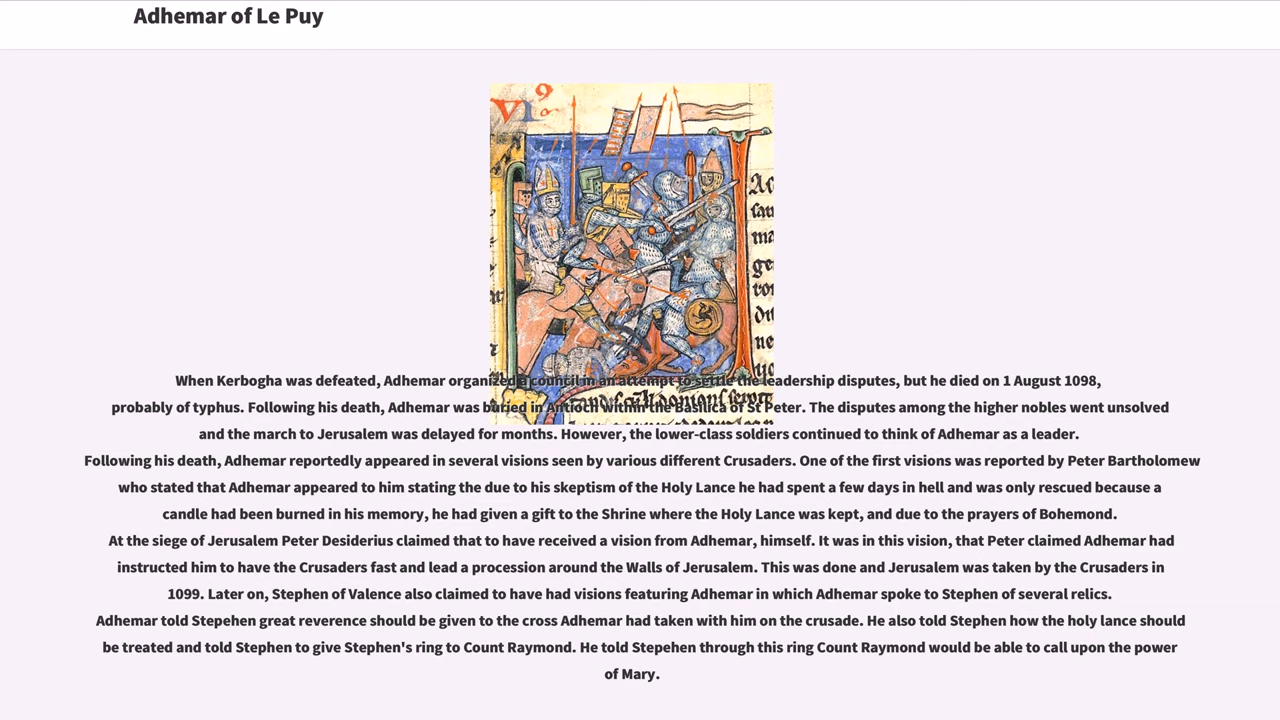 Adhemar of Le Puy
VI
9
When Kerbogha was defeated, Adhemar organized a council in an attempt to settle the leadership disputes, but he died on 1 August 1098,
probably of typhus. Following his death, Adhemar was buried in Antioch within the Basilica of St Peter. The disputes among the higher nobles went unsolved
and the march to Jerusalem was delayed for months. However, the lower-class soldiers continued to think of Adhemar as a leader.
Following his death, Adhemar reportedly appeared in several visions seen by various different Crusaders. One of the first visions was reported by Peter Bartholomew
who stated that Adhemar appeared to him stating the due to his skeptism of the Holy Lance he had spent a few days in hell and was only rescued because a
candle had been burned in his memory, he had given a gift to the Shrine where the Holy Lance was kept, and due to the prayers of Bohemond.
At the siege of Jerusalem Peter Desiderius claimed that to have received a vision from Adhemar, himself. It was in this vision, that Peter claimed Adhemar had
instructed him to have the Crusaders fast and lead a procession around the Walls of Jerusalem. This was done and Jerusalem was taken by the Crusaders in
1099. Later on, Stephen of Valence also claimed to have had visions featuring Adhemar in which Adhemar spoke to Stephen of several relics.
Adhemar told Stepehen great reverence should be given to the cross Adhemar had taken with him on the crusade. He also told Stephen how the holy lance should
be treated and told Stephen to give Stephen's ring to Count Raymond. He told Stepehen through this ring Count Raymond would be able to call upon the power
of Mary.